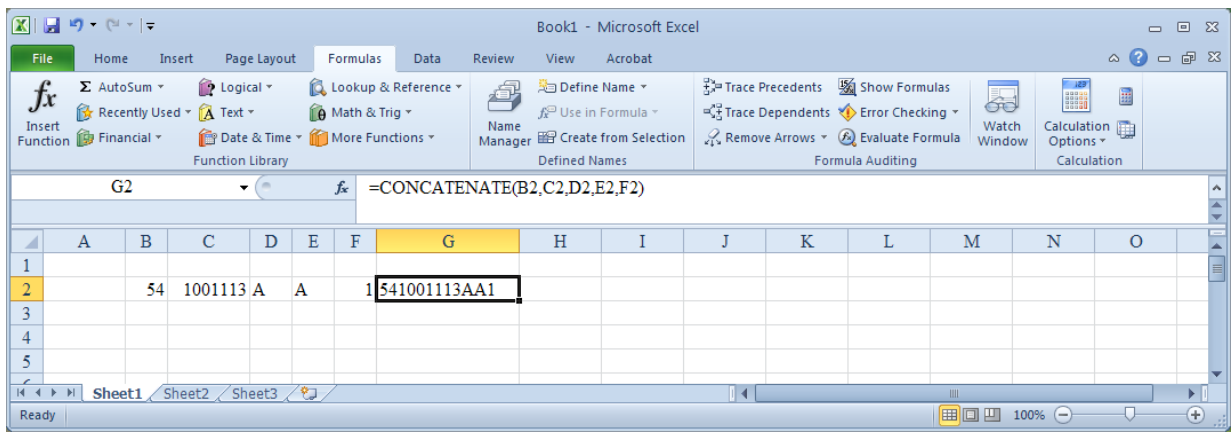 Book1 - Microsoft Excel
File Home Insert Page Layout Formulas Data Review View Acrobat
Insert Function
Σ AutoSum
Recently Used
Financial
Logical
Text
Date & Time
Lookup & Reference
Math & Trig
More Functions
Function Library
Name Manager
Define Name
Use in Formula
Create from Selection
Defined Names
Trace Precedents
Trace Dependents
Remove Arrows
Show Formulas
Error Checking
Evaluate Formula
Formula Auditing
Watch Window
Calculation Options
Calculation
G2 fx =CONCATENATE(B2,C2,D2,E2,F2)
A B C D E F G H I J K L M N O
1
2 54 1001113 A A 1 541001113AA1
3
4
5
Sheet1 Sheet2 Sheet3
Ready 100%